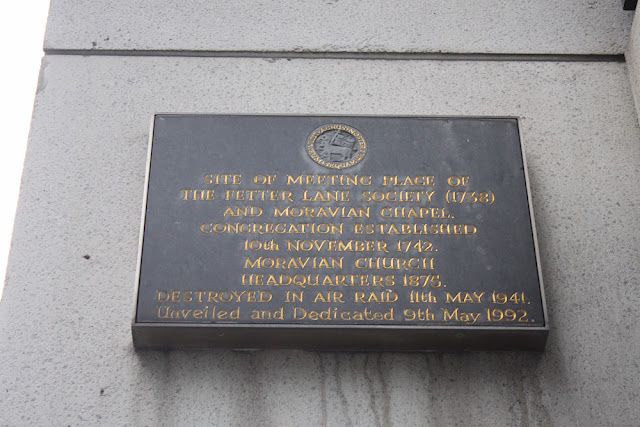 SITE OF MEETING PLACE OF
THE FETTER LANE SOCIETY (1738)
AND MORAVIAN CHAPEL.
CONGREGATION ESTABLISHED
10th NOVEMBER 1742.
MORAVIAN CHURCH
HEADQUARTERS 1875.
DESTROYED IN AIR RAID 11th MAY 1941.
Unveiled and Dedicated 9th May 1992.